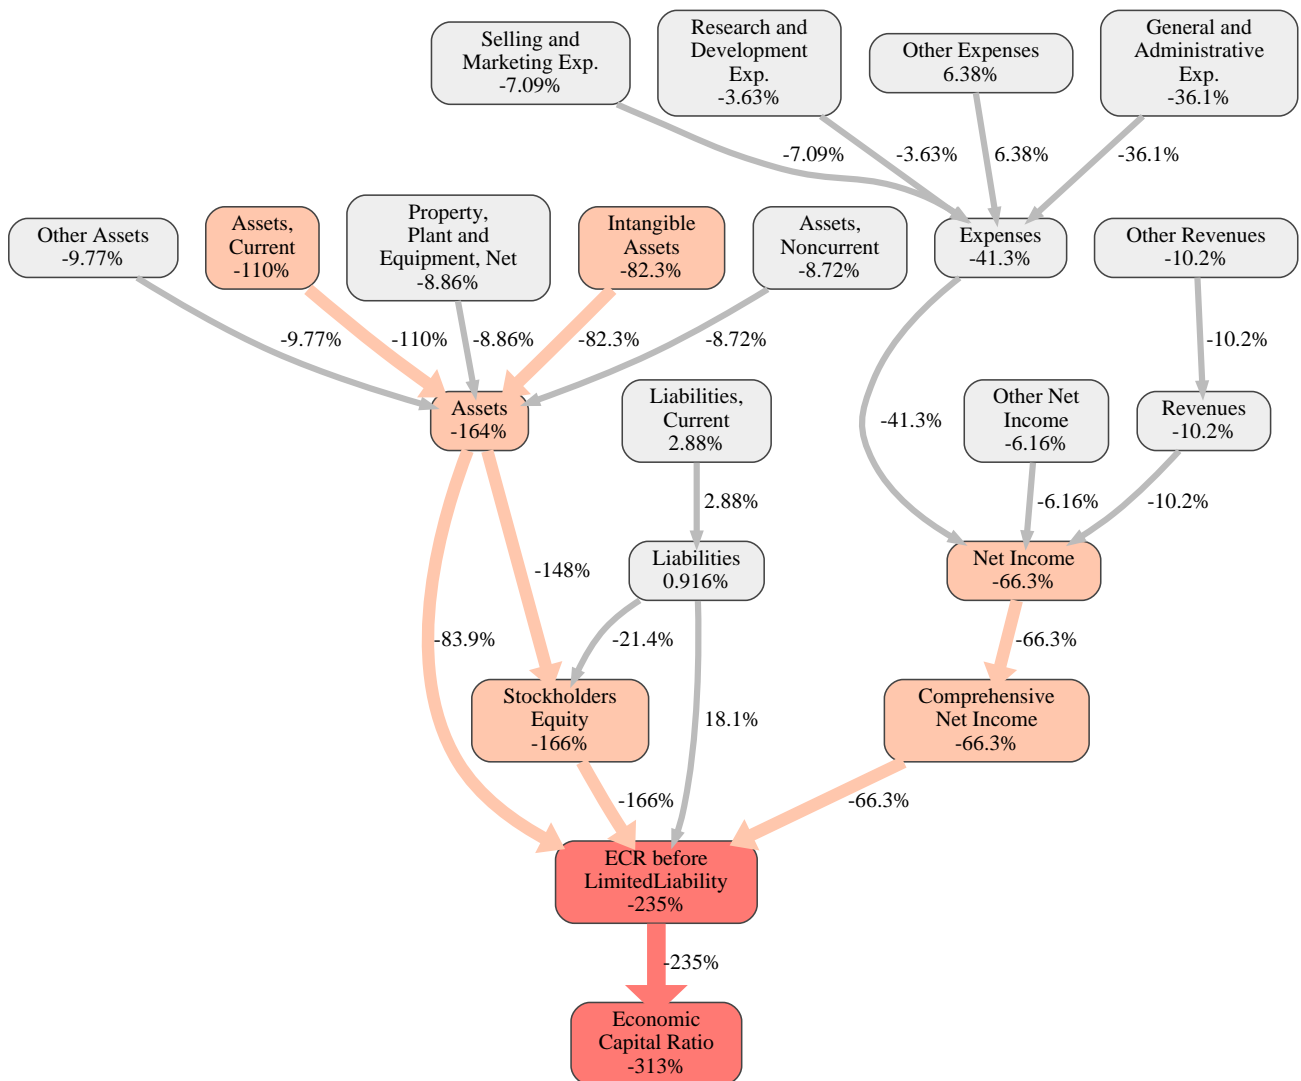 Selling and
Marketing Exp.
-7.09%
Research and
Development
Exp.
-3.63%
Other Expenses
6.38%
General and
Administrative
Exp.
-36.1%
-7.09%
-3.63%
6.38%
-36.1%
Other Assets
-9.77%
Assets,
Current
-110%
Property,
Plant and
Equipment, Net
-8.86%
Intangible
Assets
-82.3%
Assets,
Noncurrent
-8.72%
Expenses
-41.3%
Other Revenues
-10.2%
-9.77%
-110%
-8.86%
-82.3%
-8.72%
-10.2%
Assets
-164%
Liabilities,
Current
2.88%
-41.3%
Other Net
Income
-6.16%
Revenues
-10.2%
2.88%
-6.16%
-10.2%
-148%
Liabilities
0.916%
Net Income
-66.3%
-83.9%
-21.4%
-66.3%
Stockholders
Equity
-166%
18.1%
Comprehensive
Net Income
-66.3%
-166%
-66.3%
ECR before
LimitedLiability
-235%
-235%
Economic
Capital Ratio
-313%